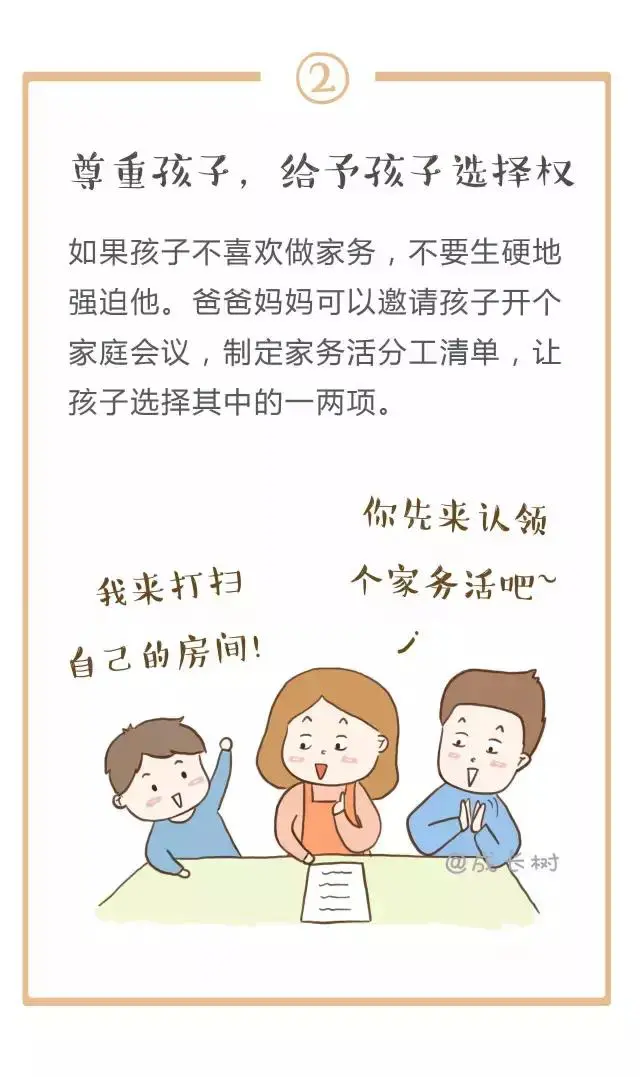 ②
尊重孩子，给予孩子选择权
如果孩子不喜欢做家务，不要生硬地
强迫他。爸爸妈妈可以邀请孩子开个
家庭会议，制定家务活分工清单，让
孩子选择其中的一两项。
你先来认领
个家务活吧~
我来打扫
自己的房间!
@成长树